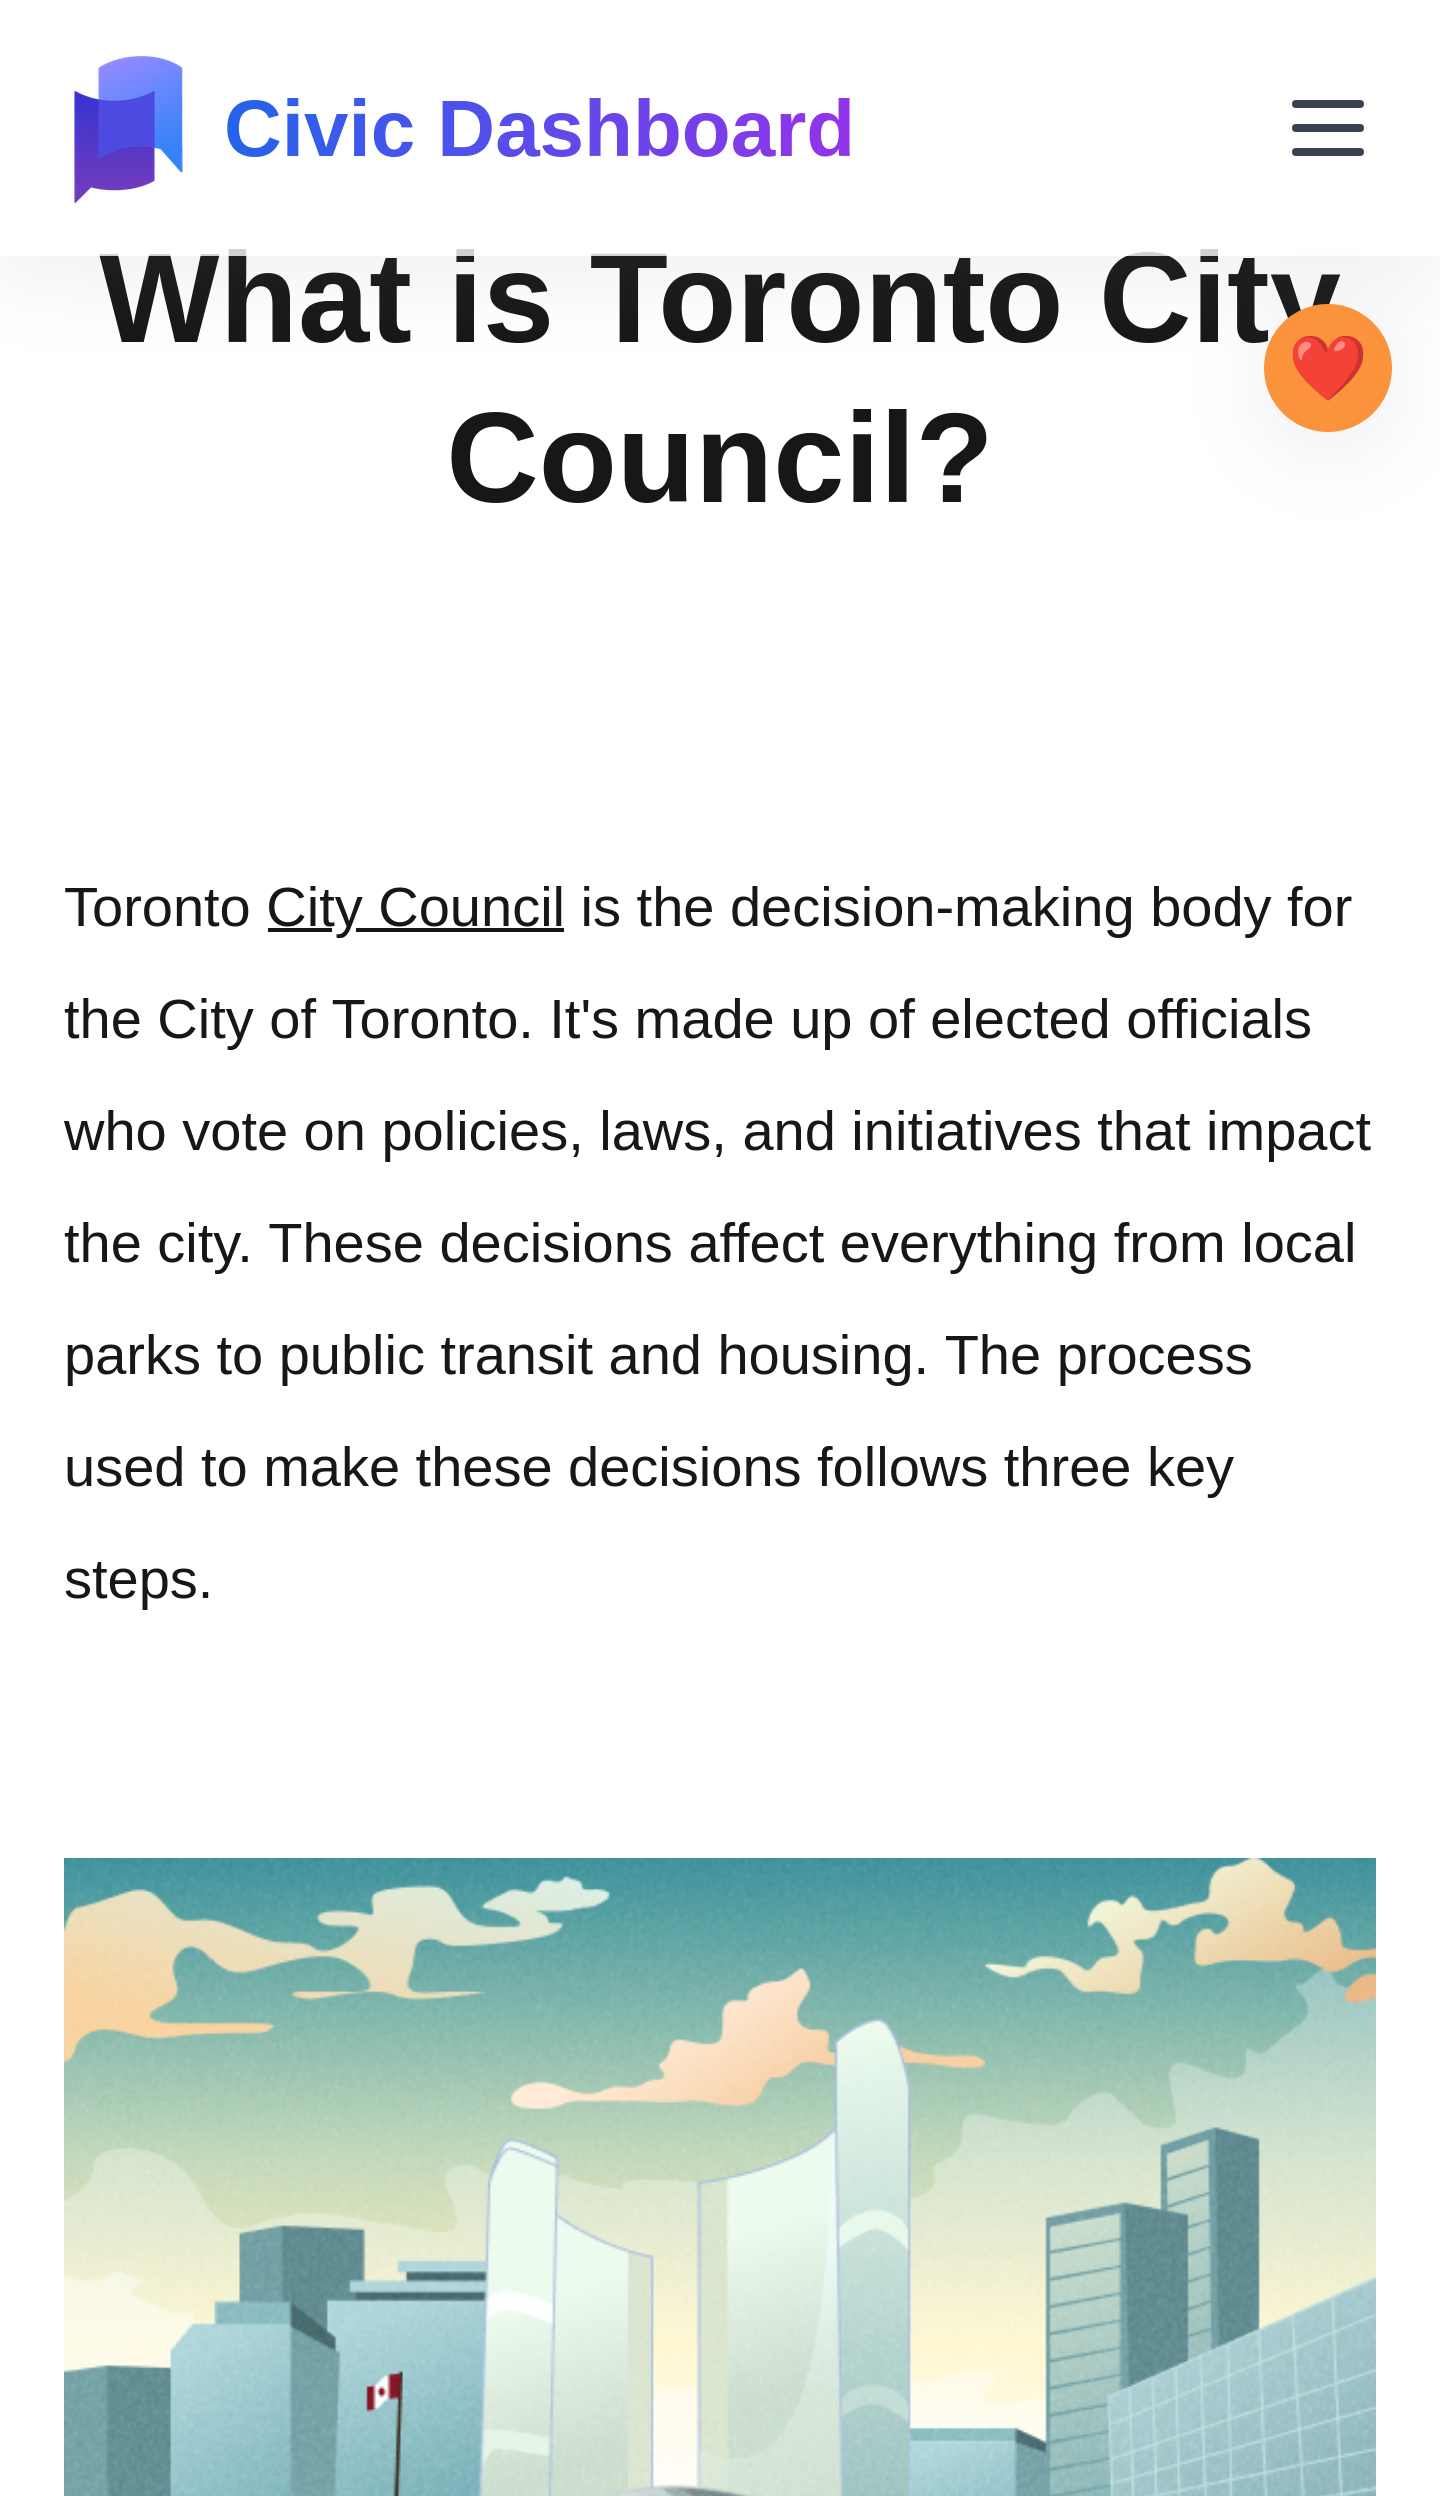 Civic Dashboard
What is Toronto City
Council?
Toronto City Council is the decision-making body for
the City of Toronto. It's made up of elected officials
who vote on policies, laws, and initiatives that impact
the city. These decisions affect everything from local
parks to public transit and housing. The process
used to make these decisions follows three key
steps.